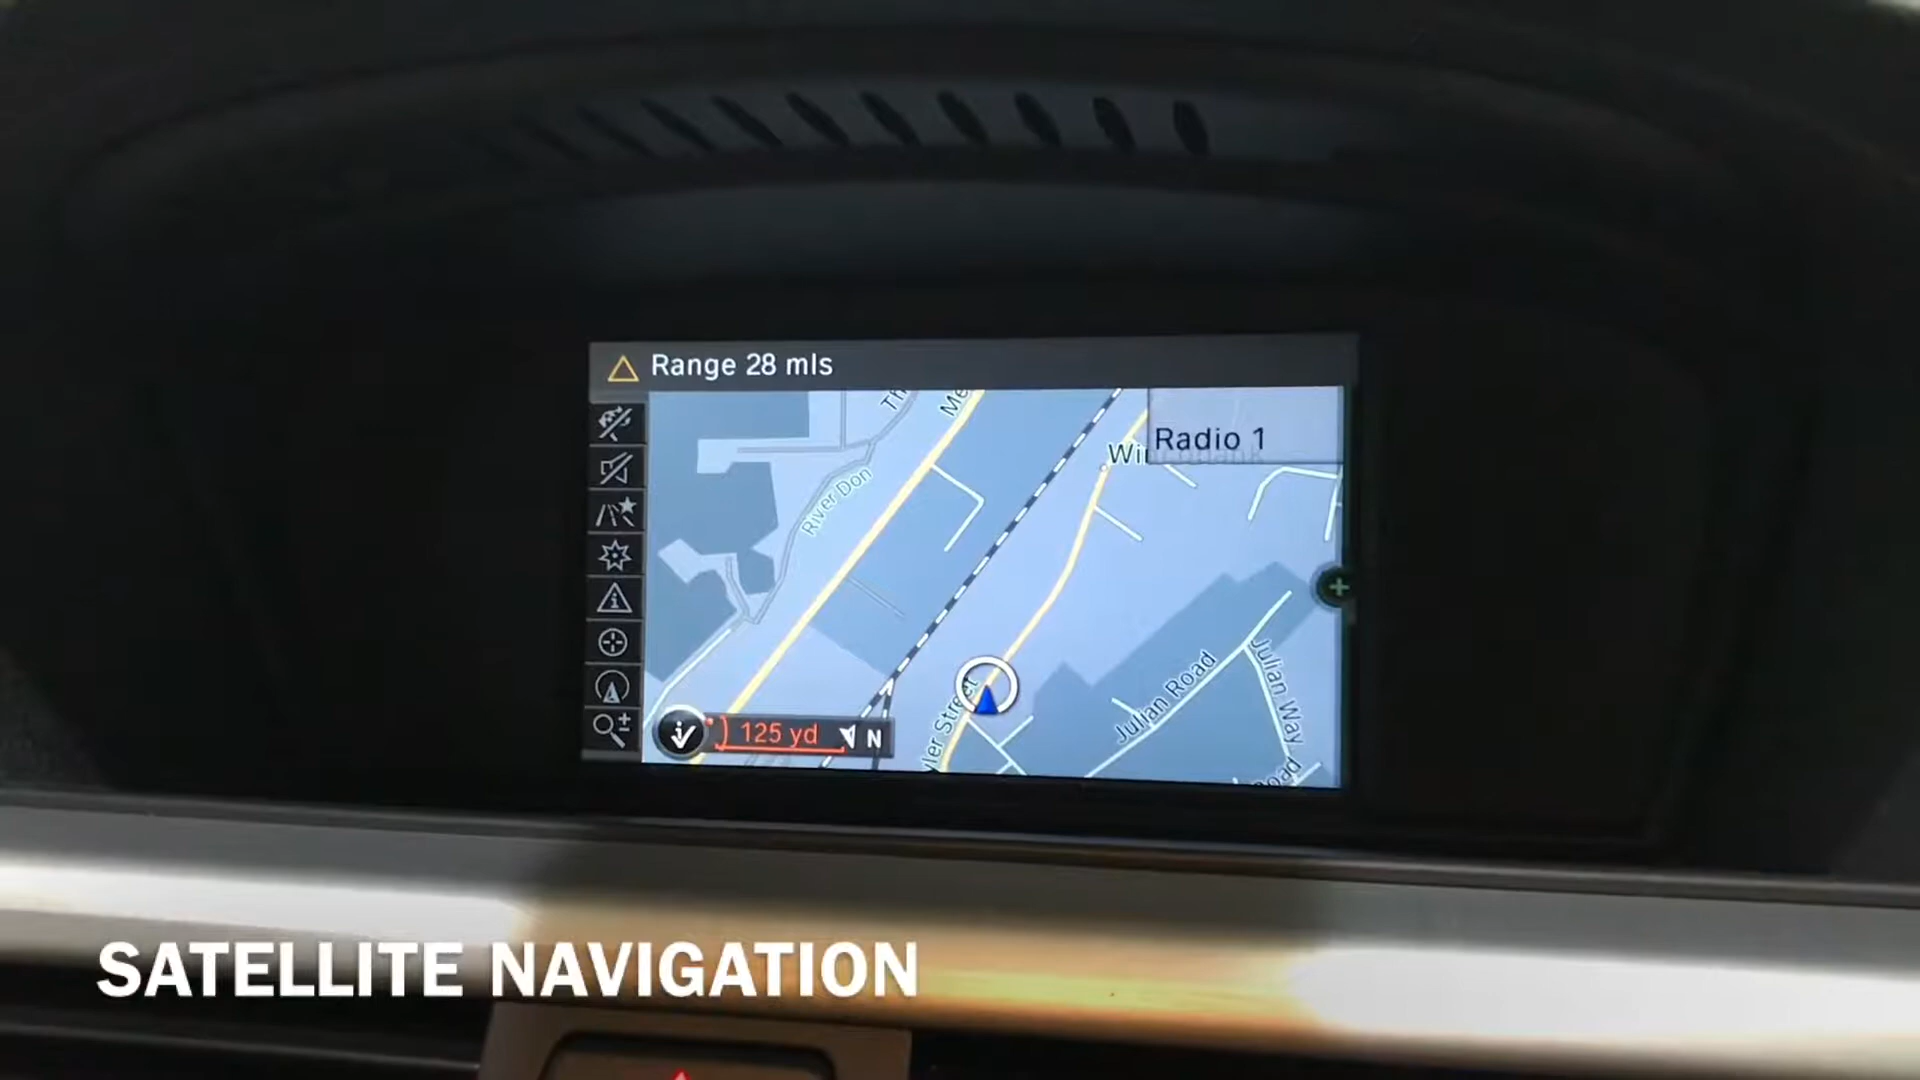 Range 28 mls
Radio 1
River Don
Julian Road
Julian Way
125 yd
N
SATELLITE NAVIGATION